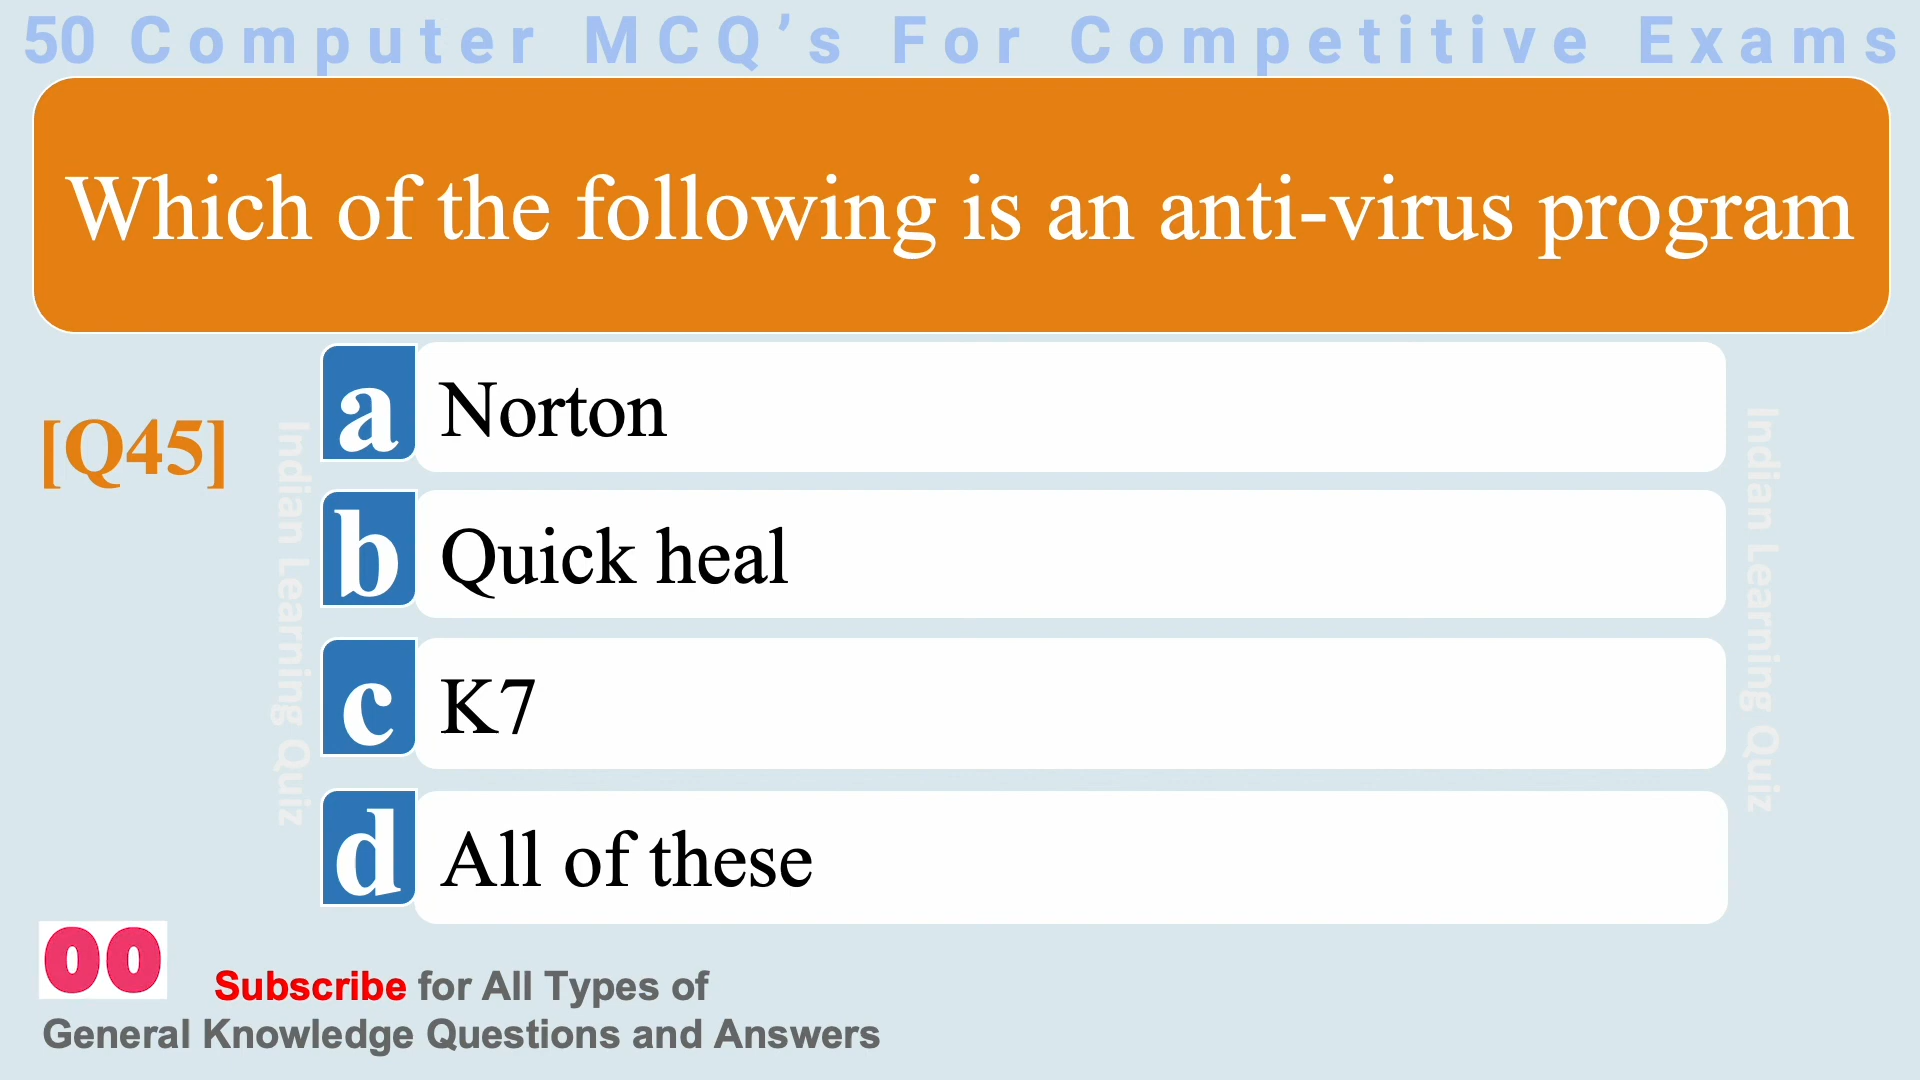 50 Computer MCQ’s For Competitive Exams
Which of the following is an anti-virus program
[Q45]
a Norton
b Quick heal
c K7
d All of these
Indian Learning Quiz
Indian Learning Quiz
00
Subscribe for All Types of
General Knowledge Questions and Answers